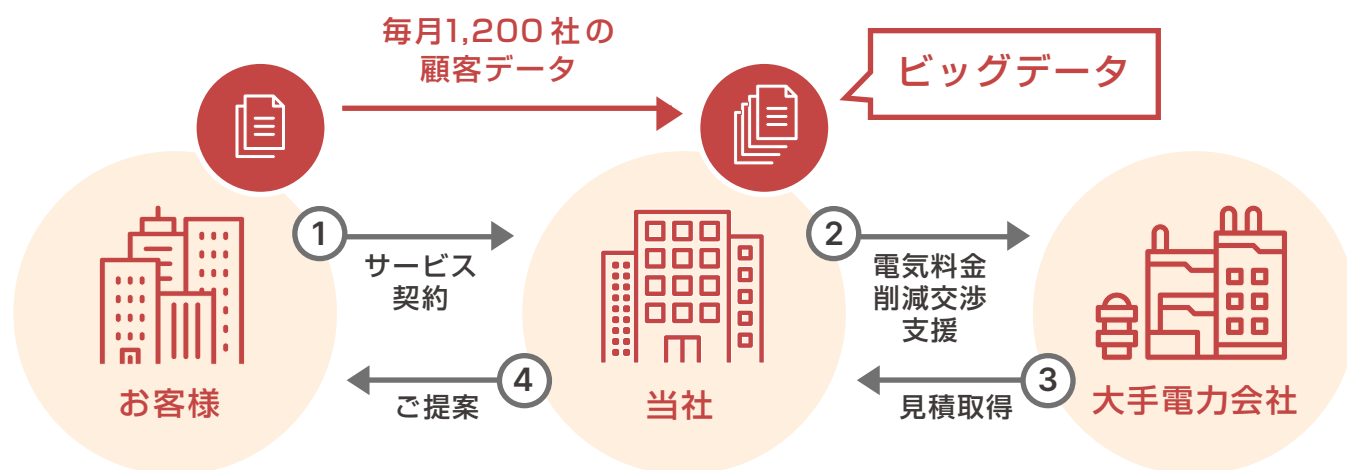 毎月1,200社の
顧客データ
ビッグデータ
1
サービス
契約
2
電気料金
削減交渉
支援
4
ご提案
3
見積取得
お客様
当社
大手電力会社